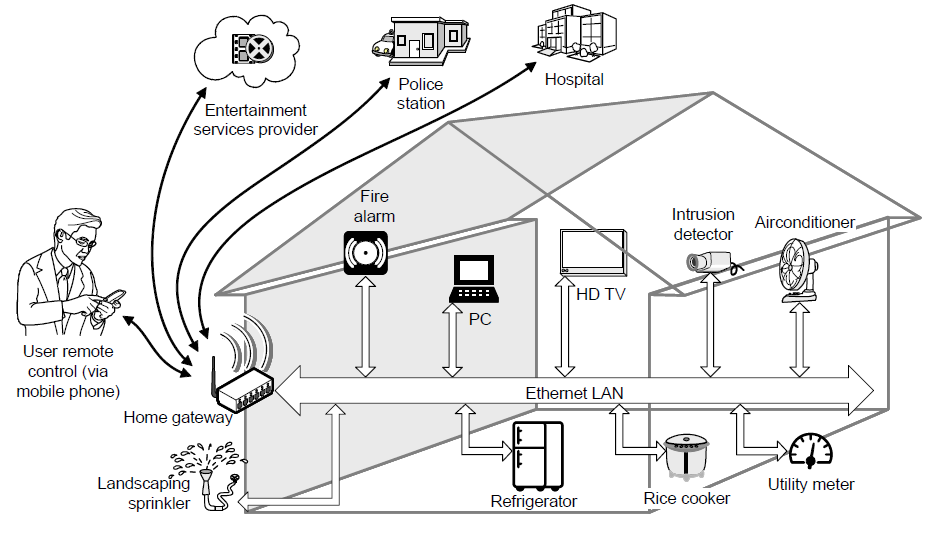 Entertainment
services provider
Police
station
Hospital
Fire
alarm
PC
HD TV
Intrusion
detector
Airconditioner
User remote
control (via
mobile phone)
Home gateway
Ethernet LAN
Landscaping
sprinkler
Refrigerator
Rice cooker
Utility meter